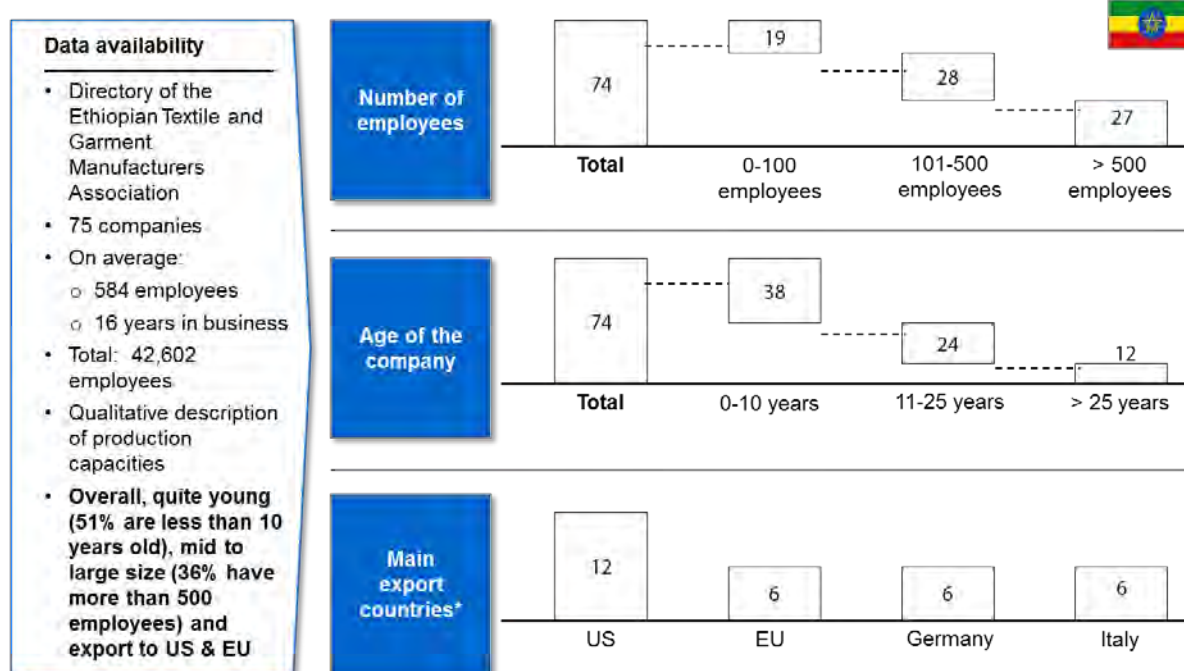 Data availability
• Directory of the
Ethiopian Textile and
Garment
Manufacturers
Association
• 75 companies
• On average:
o 584 employees
o 16 years in business
• Total: 42,602
employees
• Qualitative description
of production
capacities
• Overall, quite young
(51% are less than 10
years old), mid to
large size (36% have
more than 500
employees) and
export to US & EU
Number of
employees
74
19
28
27
Total
0-100
employees
101-500
employees
> 500
employees
Age of the
company
74
38
24
12
Total
0-10 years
11-25 years
> 25 years
Main
export
countries*
12
6
6
6
US
EU
Germany
Italy